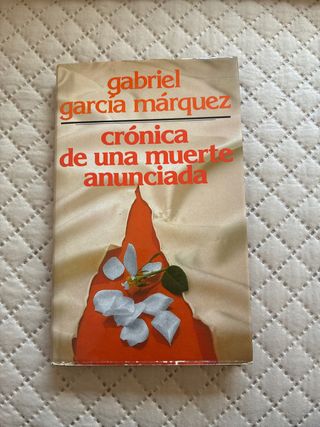 gabriel
garcía márquez
crónica
de una muerte
anunciada